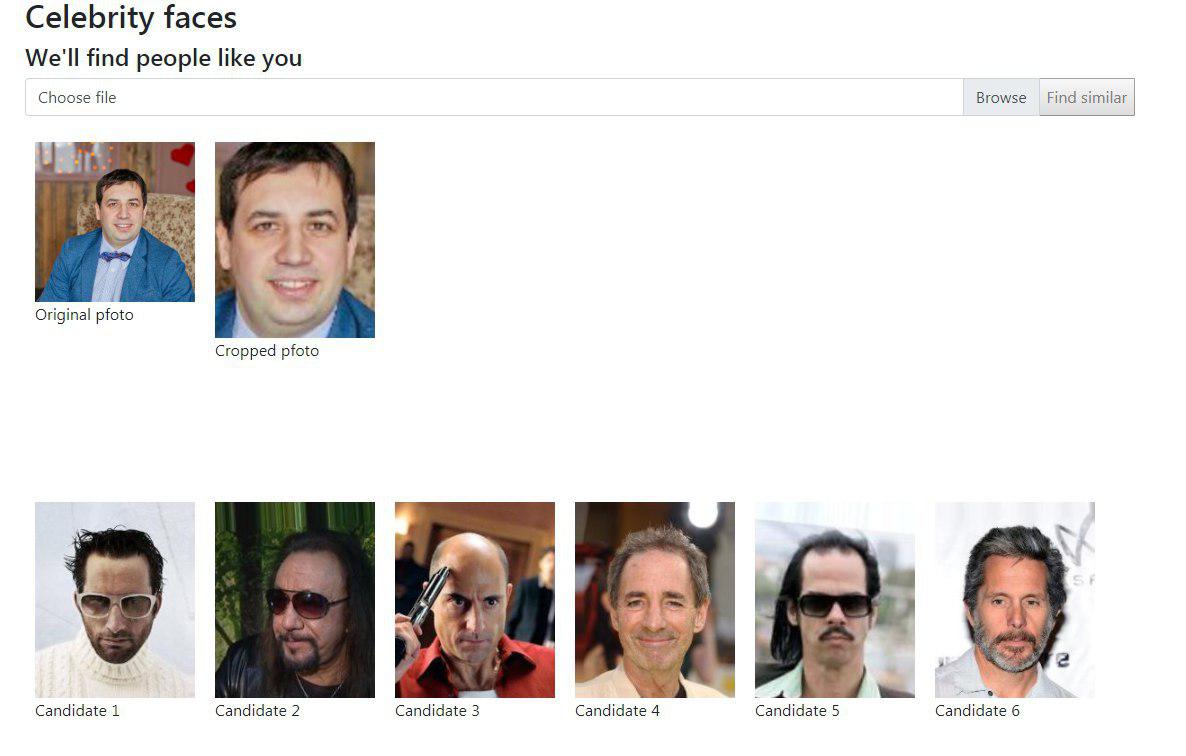 Celebrity faces
We'll find people like you
Choose file
Browse
Find similar
Original pfoto
Cropped pfoto
Candidate 1
Candidate 2
Candidate 3
Candidate 4
Candidate 5
Candidate 6